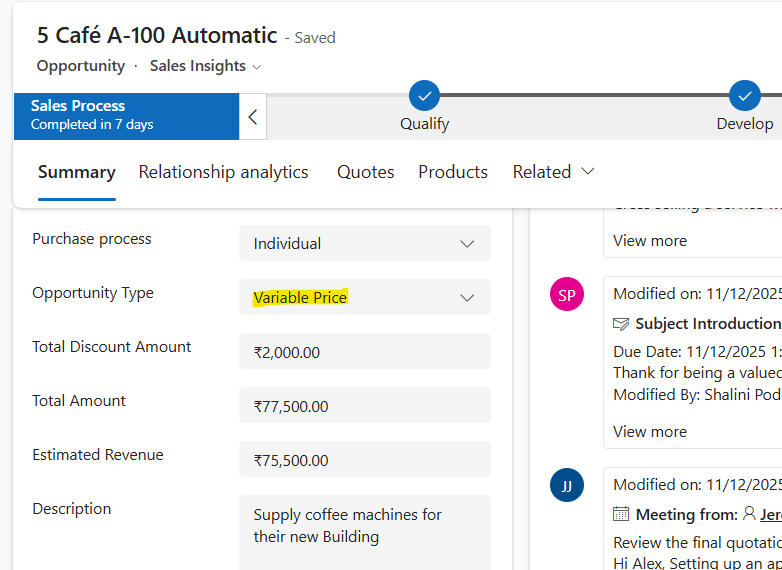 5 Café A-100 Automatic - Saved
Opportunity · Sales Insights
Sales Process
Completed in 7 days
Qualify
Develop
Summary Relationship analytics Quotes Products Related
Purchase process Individual
Opportunity Type Variable Price
Total Discount Amount ₹2,000.00
Total Amount ₹77,500.00
Estimated Revenue ₹75,500.00
Description Supply coffee machines for
their new Building
View more
SP
Modified on: 11/12/2025
Subject Introduction
Due Date: 11/12/2025 1:
Thank for being a valued
Modified By: Shalini Pod
View more
JJ
Modified on: 11/12/2025
Meeting from: Jer
Review the final quotatio
Hi Alex, Setting up an ap